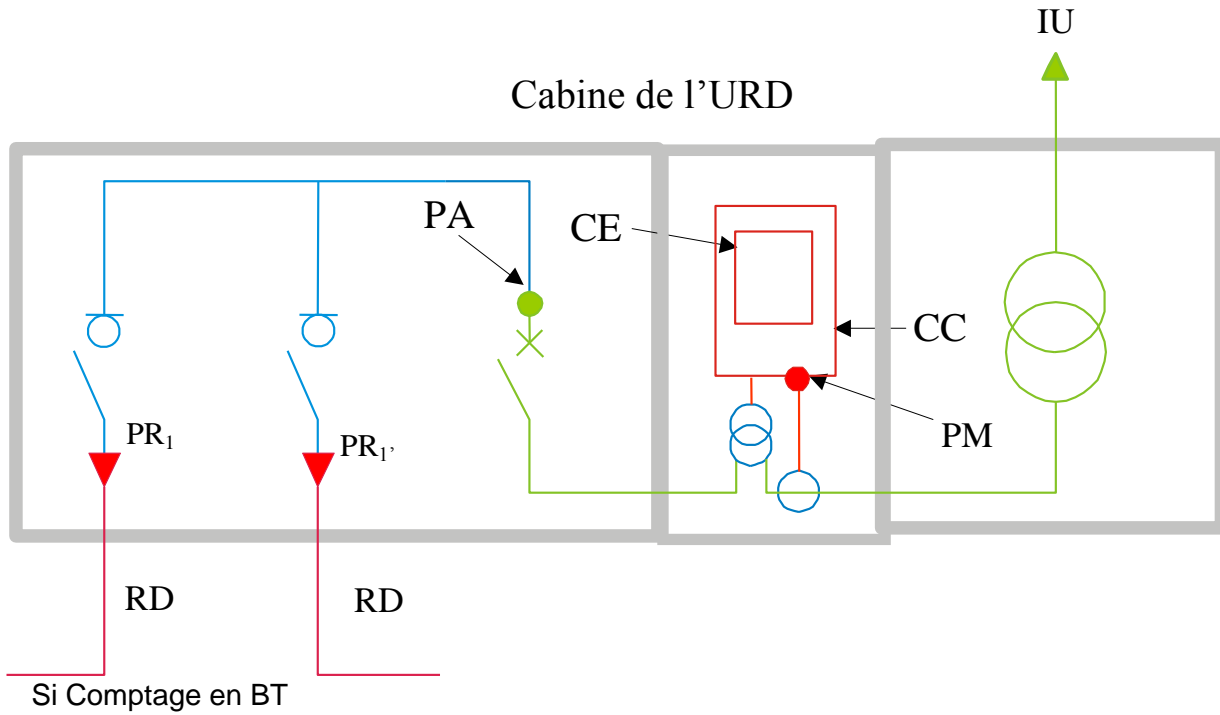 IU
Cabine de l’URD
PA
CE
CC
PR₁
PR₁’
PM
RD
RD
Si Comptage en BT